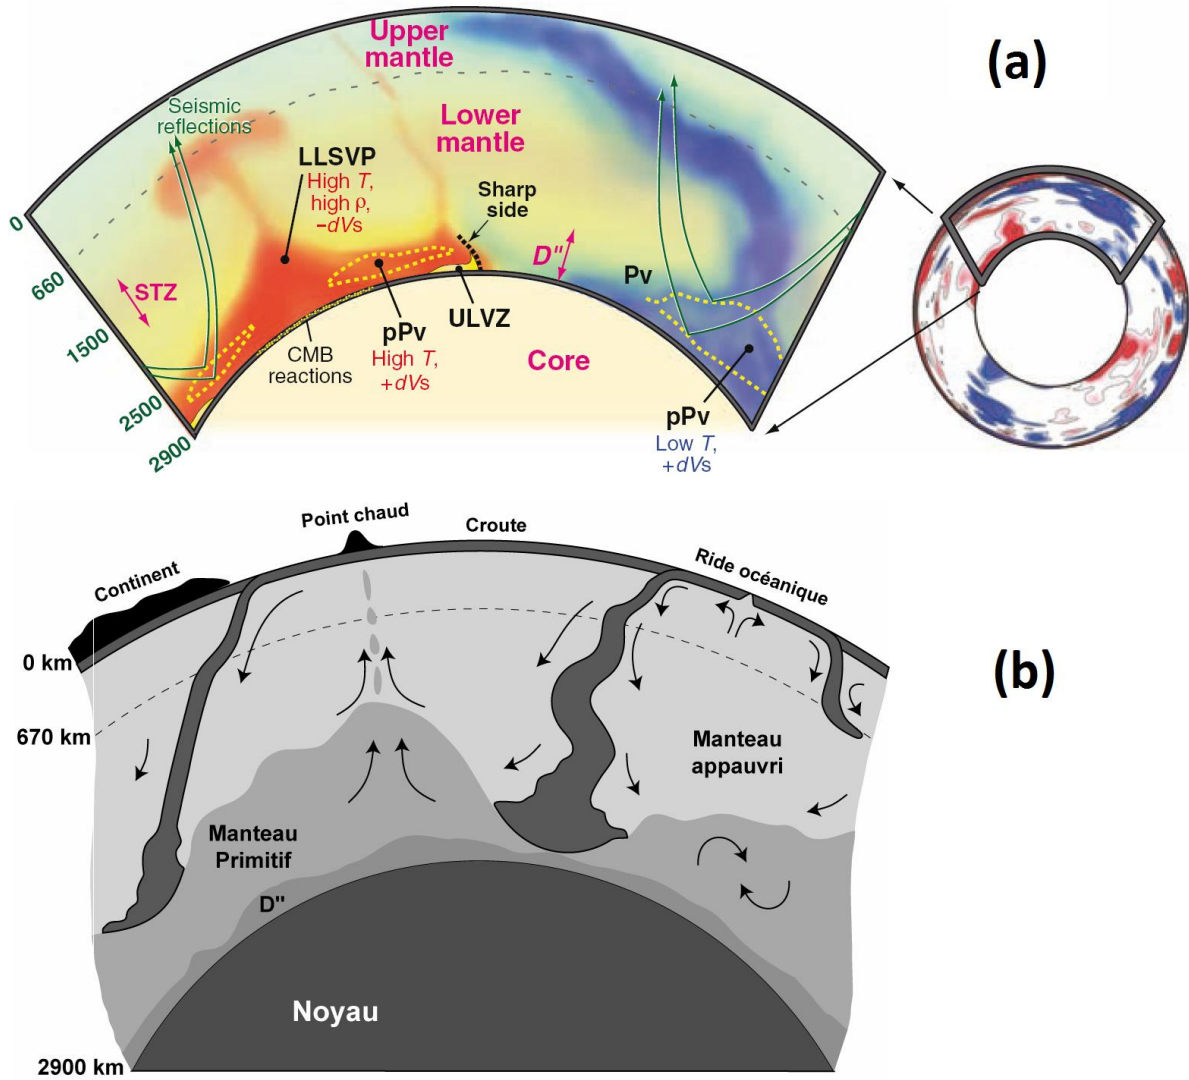 Upper
mantle
(a)
Seismic
reflections
Lower
mantle
LLSVP
High T,
high ρ,
−dVs
Sharp
side
0
660
1500
2500
2900
STZ
D"
Pv
ULVZ
pPv
High T,
+dVs
CMB
reactions
Core
pPv
Low T,
+dVs
Point chaud
Croute
Continent
Ride océanique
0 km
670 km
(b)
Manteau
appauvri
Manteau
Primitif
D"
Noyau
2900 km